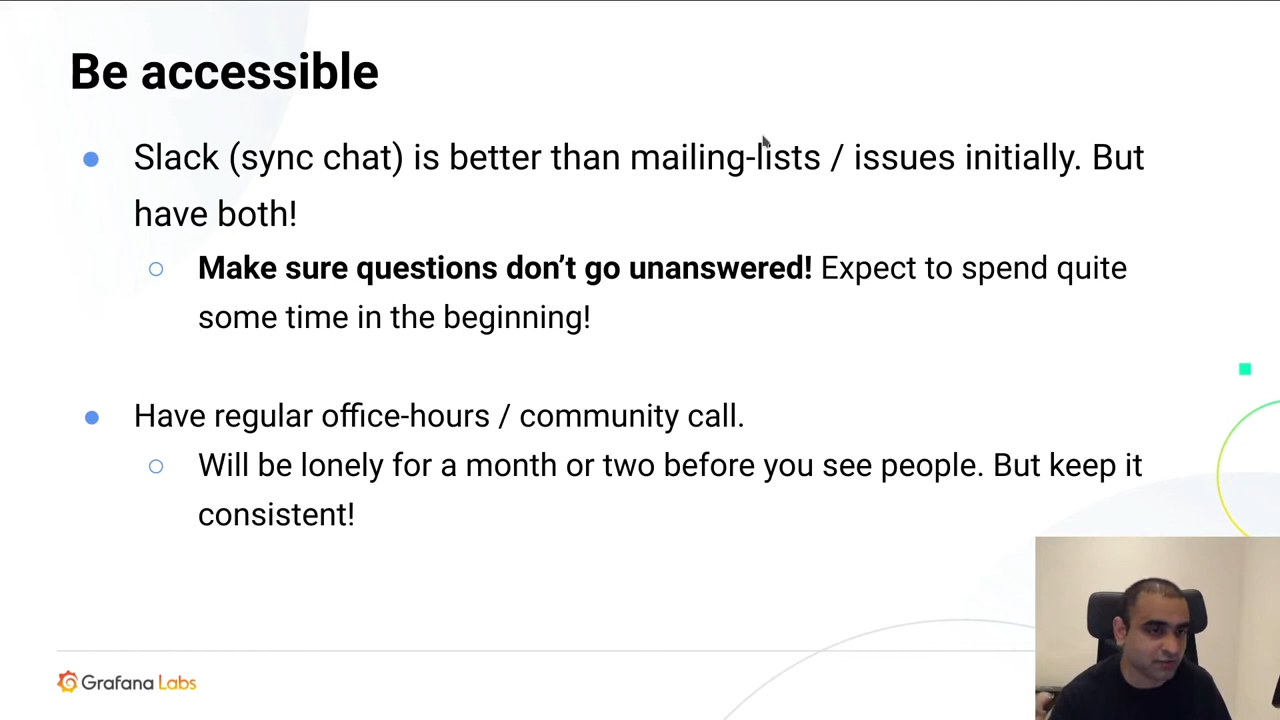 Be accessible
Slack (sync chat) is better than mailing-lists / issues initially. But
have both!
Make sure questions don’t go unanswered! Expect to spend quite
some time in the beginning!
Have regular office-hours / community call.
Will be lonely for a month or two before you see people. But keep it
consistent!
Grafana Labs